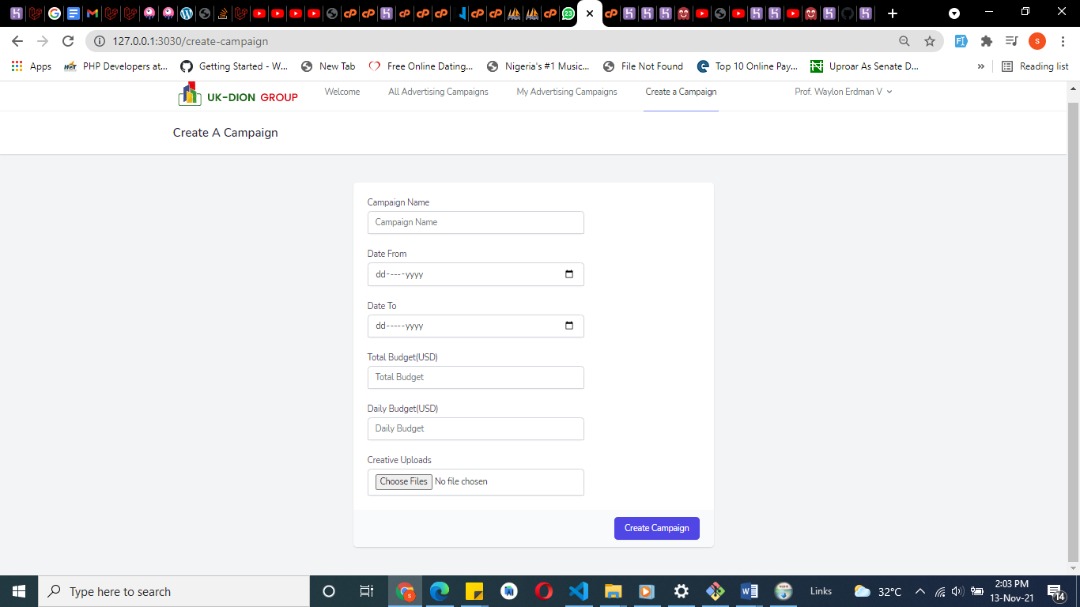 127.0.0.1:3030/create-campaign
Apps PHP Developers at... Getting Started - W... New Tab Free Online Dating... Nigeria's #1 Music... File Not Found Top 10 Online Pay... Uproar As Senate D... » Reading list
UK-DION GROUP Welcome All Advertising Campaigns My Advertising Campaigns Create a Campaign Prof. Waylon Erdman V
Create A Campaign
Campaign Name
Campaign Name
Date From
dd-----yyyy
Date To
dd-----yyyy
Total Budget(USD)
Total Budget
Daily Budget(USD)
Daily Budget
Creative Uploads
Choose Files No file chosen
Create Campaign
Type here to search
Links 32°C 2:03 PM
13-Nov-21 14